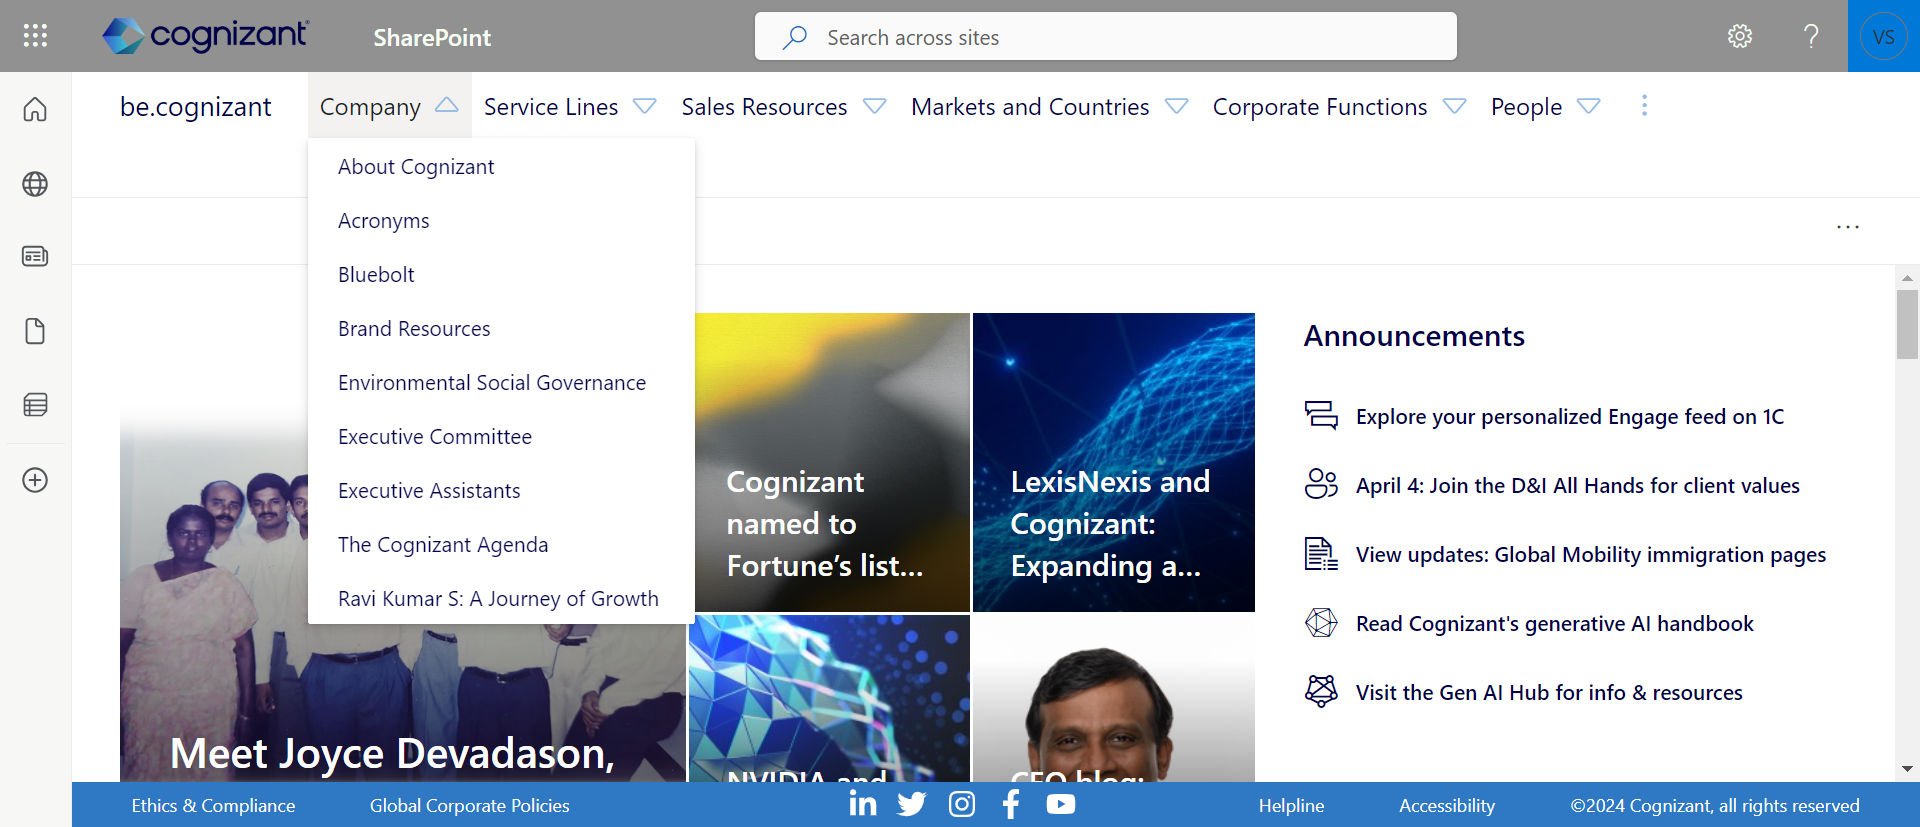 cognizant
SharePoint
Search across sites
VS
be.cognizant
Company
Service Lines
Sales Resources
Markets and Countries
Corporate Functions
People
About Cognizant
Acronyms
Bluebolt
Brand Resources
Environmental Social Governance
Executive Committee
Executive Assistants
The Cognizant Agenda
Ravi Kumar S: A Journey of Growth
Meet Joyce Devadason,
Cognizant
named to
Fortune’s list...
LexisNexis and
Cognizant:
Expanding a...
NVIDIA and
CEO blog:
Announcements
Explore your personalized Engage feed on 1C
April 4: Join the D&I All Hands for client values
View updates: Global Mobility immigration pages
Read Cognizant's generative AI handbook
Visit the Gen AI Hub for info & resources
Ethics & Compliance
Global Corporate Policies
Helpline
Accessibility
©2024 Cognizant, all rights reserved